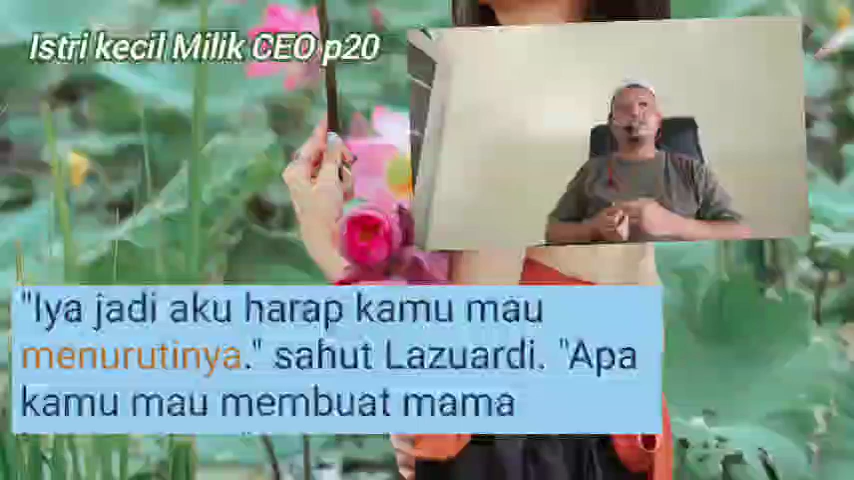 Istri kecil Milik CEO p20
"Iya jadi aku harap kamu mau
menurutinya." sahut Lazuardi. "Apa
kamu mau membuat mama